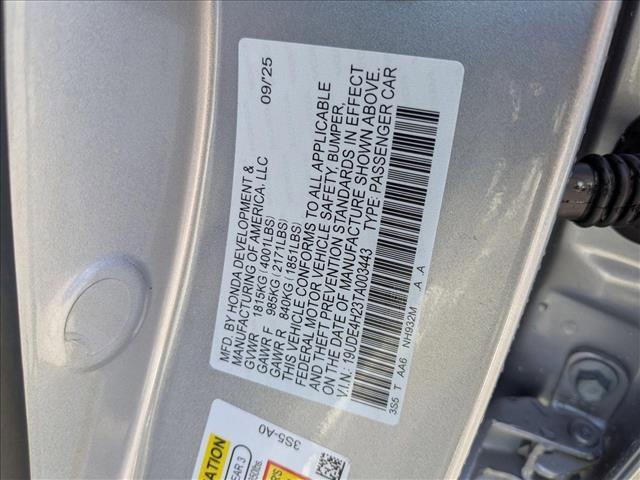 09/25
MFD. BY HONDA DEVELOPMENT &
MANUFACTURING OF AMERICA, LLC
GVWR 1815KG(4001LBS)
GAWR F 985KG(2171LBS)
GAWR R 840KG(1851LBS)
THIS VEHICLE CONFORMS TO ALL APPLICABLE
FEDERAL MOTOR VEHICLE SAFETY, BUMPER,
AND THEFT PREVENTION STANDARDS IN EFFECT
ON THE DATE OF MANUFACTURE SHOWN ABOVE.
V.I.N.: 19UDE4H23TA003443 TYPE: PASSENGER CAR
3S5 T AA6 NH932M A A
3S5-A0
EAR.3